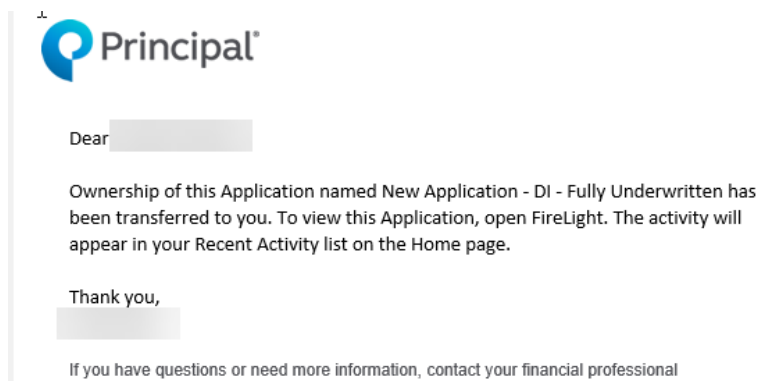 Principal®
Dear
Ownership of this Application named New Application - DI - Fully Underwritten has
been transferred to you. To view this Application, open FireLight. The activity will
appear in your Recent Activity list on the Home page.
Thank you,
If you have questions or need more information, contact your financial professional